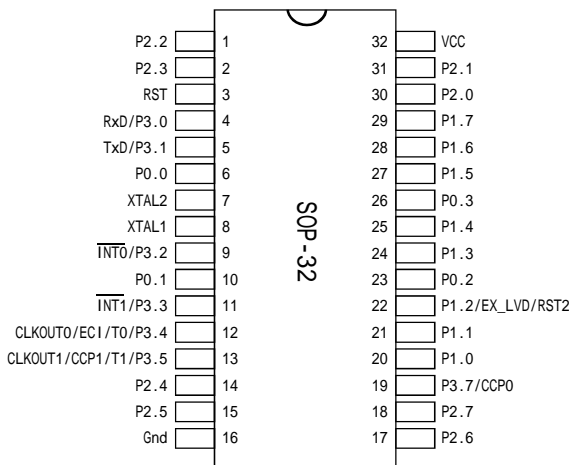 P2.2 1 32 VCC
P2.3 2 31 P2.1
RST 3 30 P2.0
RxD/P3.0 4 29 P1.7
TxD/P3.1 5 28 P1.6
P0.0 6 27 P1.5
XTAL2 7 26 P0.3
XTAL1 8 25 P1.4
INT0/P3.2 9 24 P1.3
P0.1 10 23 P0.2
INT1/P3.3 11 22 P1.2/EX_LVD/RST2
CLKOUT0/ECI/T0/P3.4 12 21 P1.1
CLKOUT1/CCP1/T1/P3.5 13 20 P1.0
P2.4 14 19 P3.7/CCP0
P2.5 15 18 P2.7
Gnd 16 17 P2.6
SOP-32